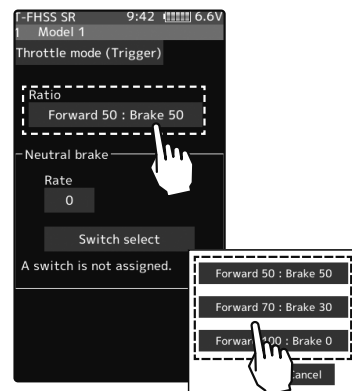 T-FHSS SR 9:42 6.6V
1 Model 1
Throttle mode (Trigger)
Ratio
Forward 50 : Brake 50
Neutral brake
Rate
0
Switch select
A switch is not assigned.
Forward 50 : Brake 50
Forward 70 : Brake 30
: Brake 0